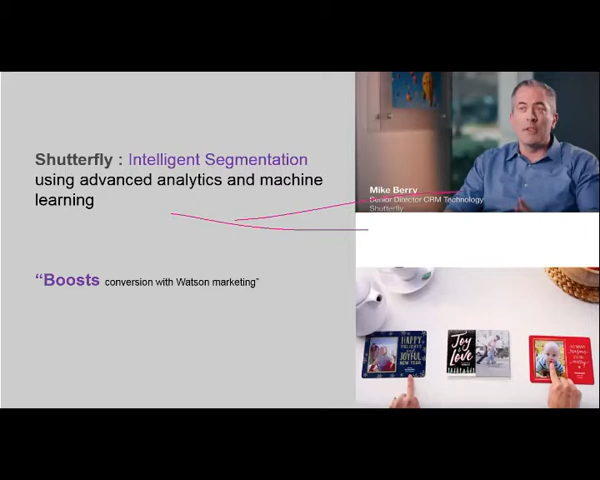 Shutterfly : Intelligent Segmentation
using advanced analytics and machine
learning
“Boosts conversion with Watson marketing”
Mike Berry
Senior Director CRM Technology
Shutterfly
HAPPY
JOYFUL
NEW YEAR
Joy
&
Love